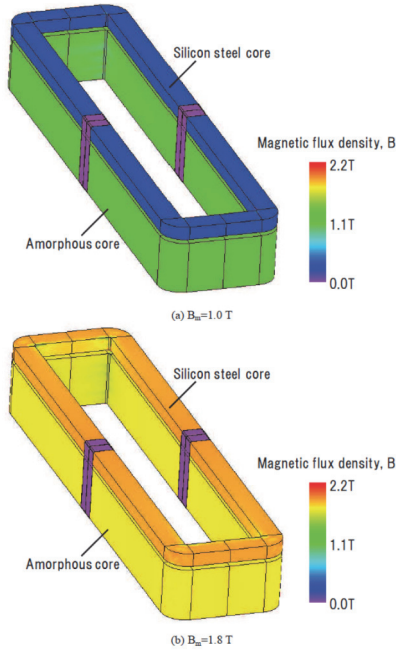 Silicon steel core
Magnetic flux density, B
2.2T
1.1T
0.0T
Amorphous core
(a) Bm=1.0 T
Silicon steel core
Magnetic flux density, B
2.2T
1.1T
0.0T
Amorphous core
(b) Bm=1.8 T